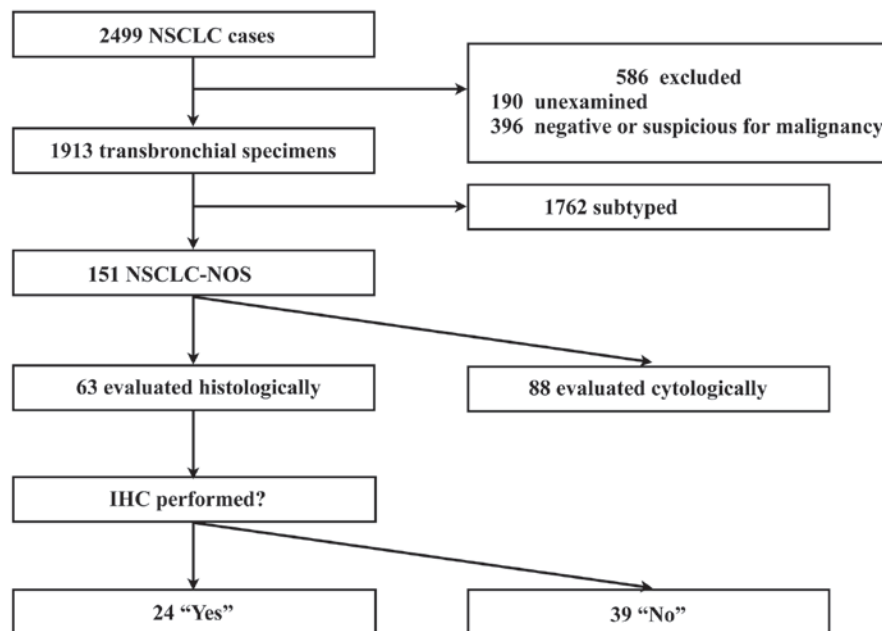 2499 NSCLC cases
586 excluded
190 unexamined
396 negative or suspicious for malignancy
1913 transbronchial specimens
1762 subtyped
151 NSCLC-NOS
63 evaluated histologically
88 evaluated cytologically
IHC performed?
24 “Yes”
39 “No”